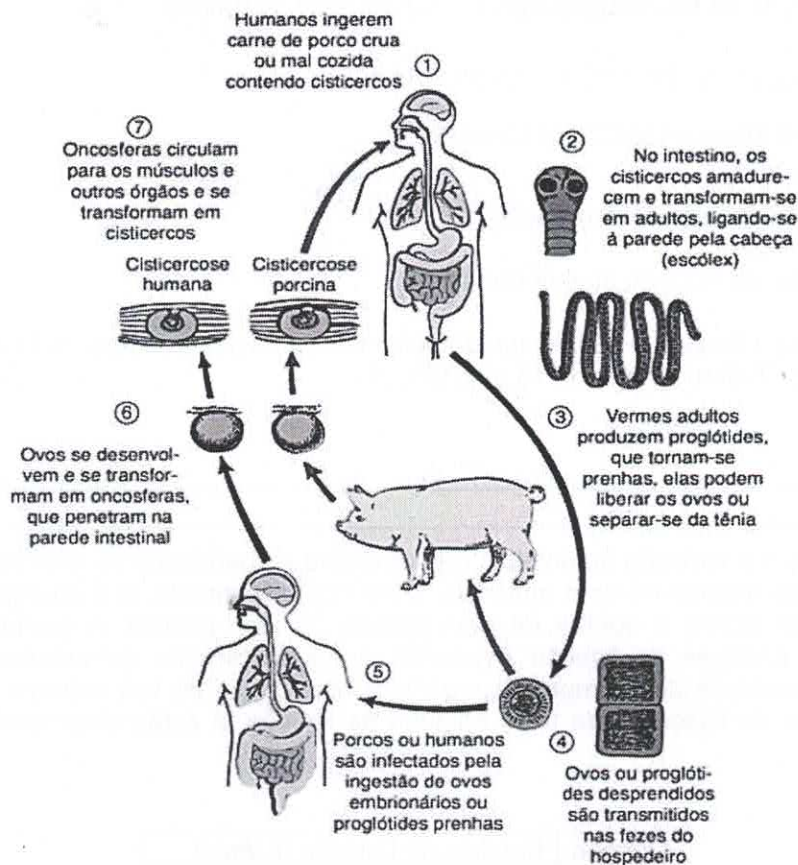 Humanos ingerem
carne de porco crua
ou mal cozida
contendo cisticercos
1
2
No intestino, os
cisticercos amadure-
cem e transformam-se
em adultos, ligando-se
à parede pela cabeça
(escólex)
3
Vermes adultos
produzem proglótides,
que tornam-se
prenhas, elas podem
liberar os ovos ou
separar-se da tênia
4
Ovos ou proglóti-
des desprendidos
são transmitidos
nas fezes do
hospedeiro
5
Porcos ou humanos
são infectados pela
ingestão de ovos
embrionários ou
proglótides prenhas
6
Ovos se desenvol-
vem e se transfor-
mam em oncosferas,
que penetram na
parede intestinal
7
Oncosferas circulam
para os músculos e
outros órgãos e se
transformam em
cisticercos
Cisticercose
humana
Cisticercose
porcina